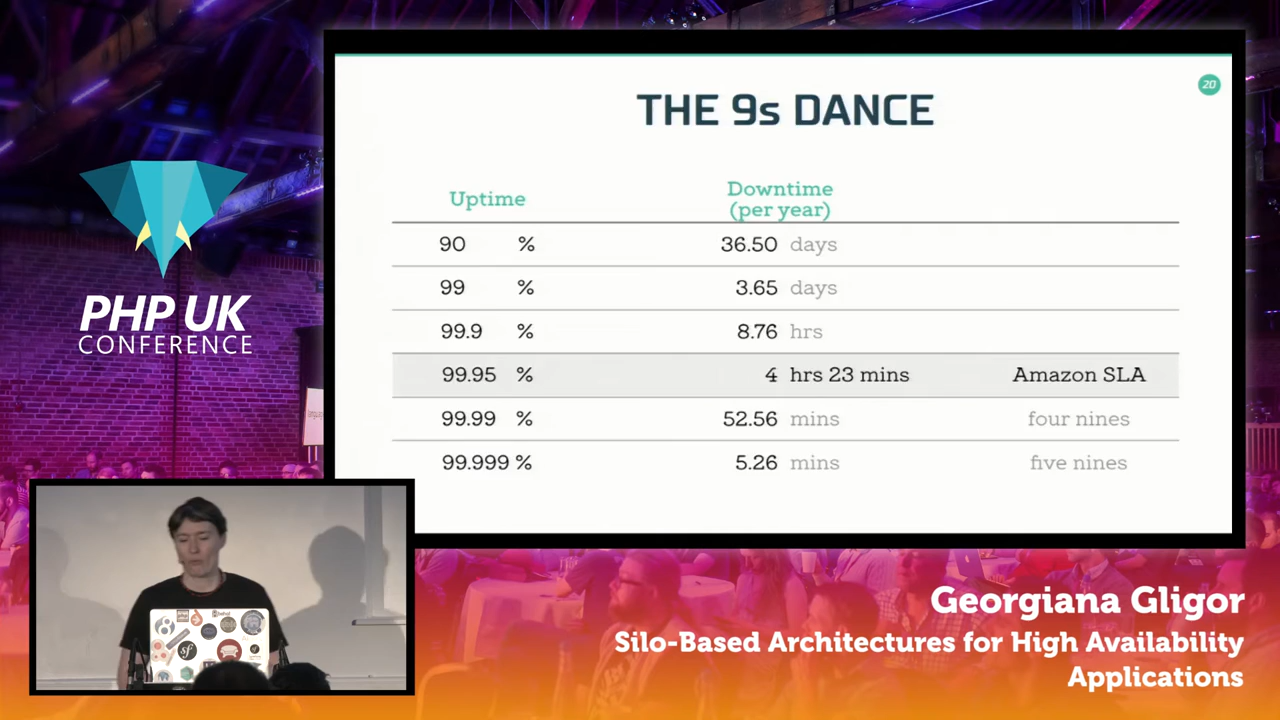 THE 9s DANCE
20
Uptime
Downtime
(per year)
90 % 36.50 days
99 % 3.65 days
99.9 % 8.76 hrs
99.95 % 4 hrs 23 mins Amazon SLA
99.99 % 52.56 mins four nines
99.999 % 5.26 mins five nines
PHP UK
CONFERENCE
sf
Georgiana Gligor
Silo-Based Architectures for High Availability
Applications